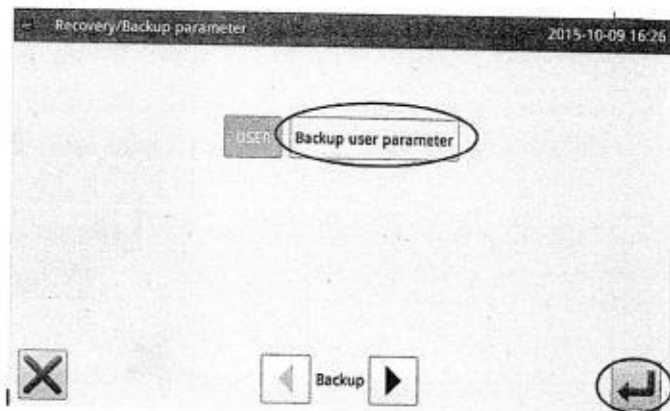 Recovery/Backup parameter
2015-10-09 16:26
USER
Backup user parameter
Backup